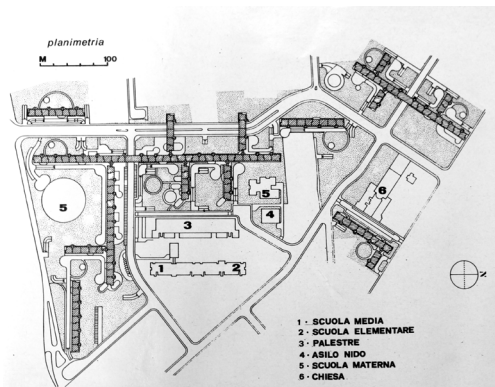 planimetria
M 100
5
5
6
4
3
1 2
N
1 · SCUOLA MEDIA
2 · SCUOLA ELEMENTARE
3 · PALESTRE
4 · ASILO NIDO
5 · SCUOLA MATERNA
6 · CHIESA